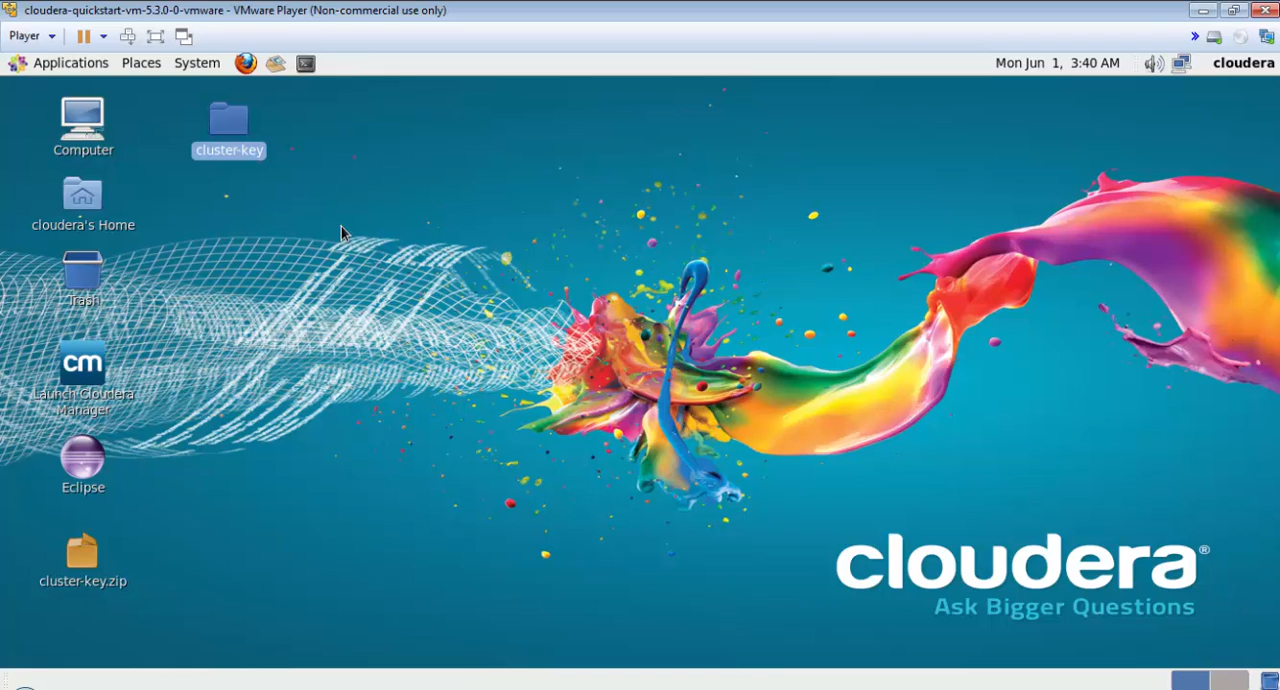 cloudera-quickstart-vm-5.3.0-0-vmware - VMware Player (Non-commercial use only)
Player
Applications Places System
Mon Jun 1, 3:40 AM
cloudera
Computer
cluster-key
cloudera's Home
Trash
cm
Launch Cloudera
Manager
Eclipse
cluster-key.zip
cloudera®
Ask Bigger Questions